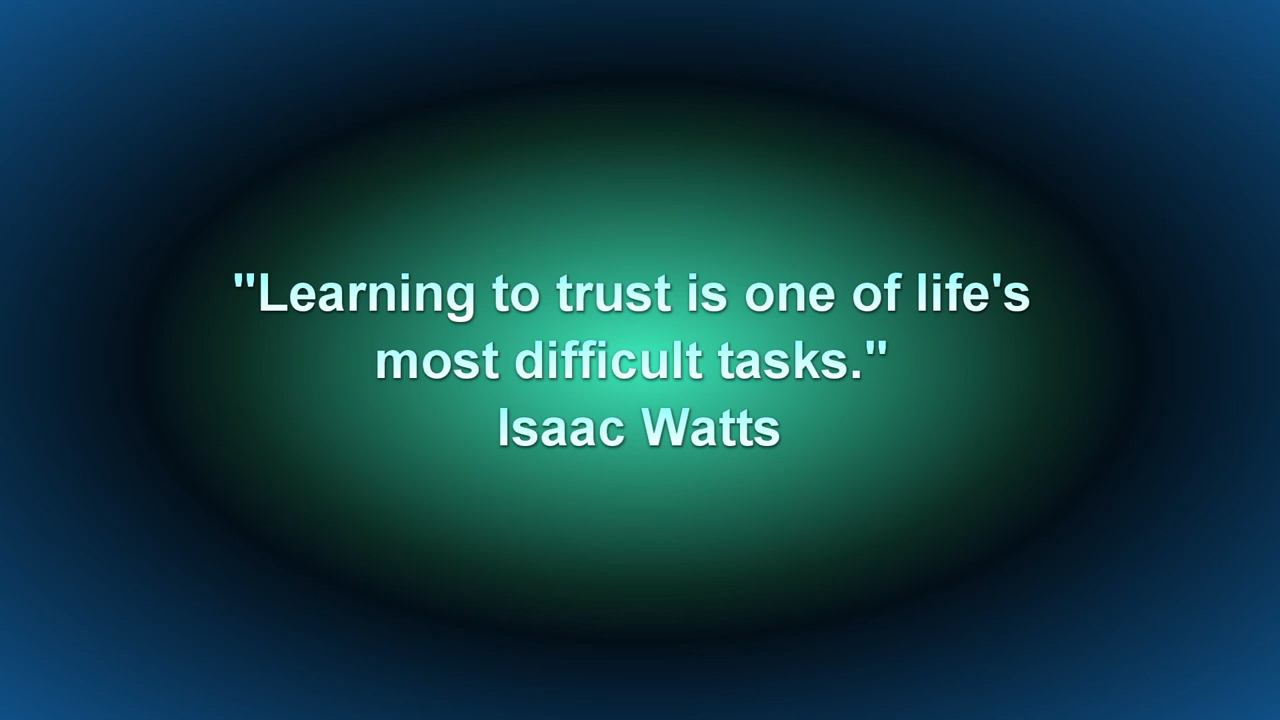 "Learning to trust is one of life's
most difficult tasks."
Isaac Watts